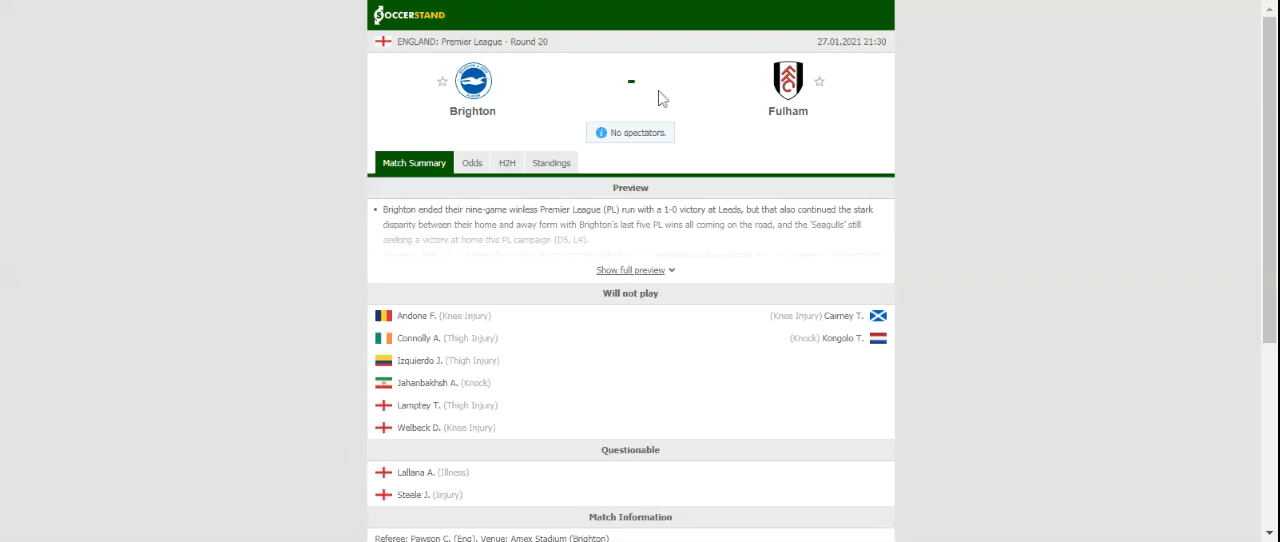 SOCCERSTAND
ENGLAND: Premier League - Round 20 27.01.2021 21:30
-
Brighton Fulham
No spectators.
Match Summary Odds H2H Standings
Preview
• Brighton ended their nine-game winless Premier League (PL) run with a 1-0 victory at Leeds, but that also continued the stark
disparity between their home and away form with Brighton's last five PL wins all coming on the road, and the 'Seagulls' still
seeking a victory at home this PL campaign (D5, L4).
Show full preview
Will not play
Andone F. (Knee Injury) (Knee Injury) Cairney T.
Connolly A. (Thigh Injury) (Knock) Kongolo T.
Izquierdo J. (Thigh Injury)
Jahanbakhsh A. (Knock)
Lamptey T. (Thigh Injury)
Welbeck D. (Knee Injury)
Questionable
Lallana A. (Illness)
Steele J. (Injury)
Match Information
Referee: Pawson C. (Eng), Venue: Amex Stadium (Brighton)